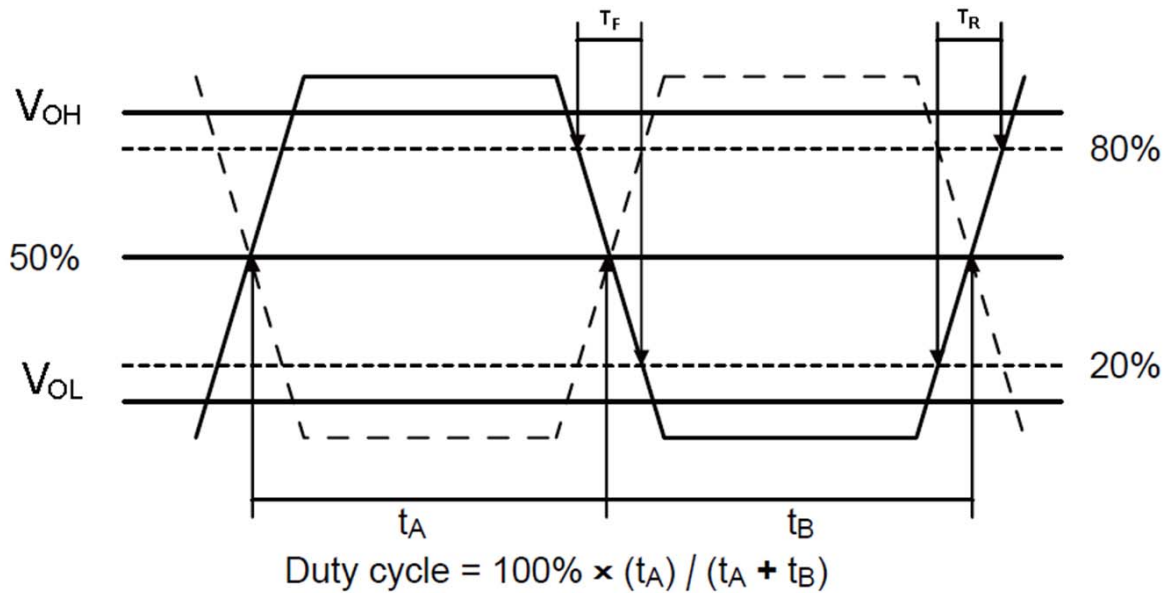 TF TR
VOH
80%
50%
20%
VOL
tA tB
Duty cycle = 100% × (tA) / (tA + tB)